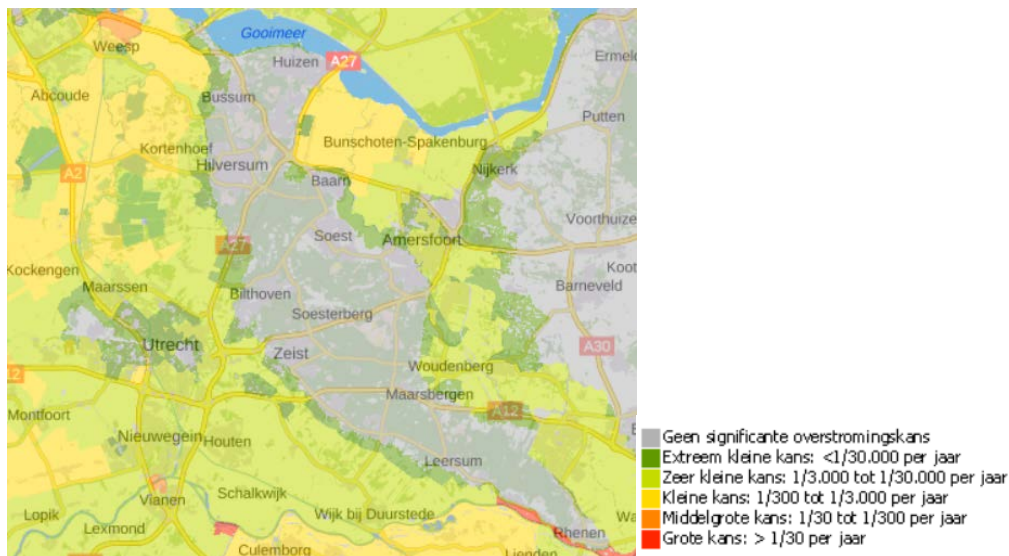 Gooimeer
Weesp
Huizen
A27
Ermelo
Abcoude
Bussum
Putten
Kortenhoef
Bunschoten-Spakenburg
A2
Hilversum
Nijkerk
Baarn
Voorthuize
A27
Soest
Amersfoort
Kockengen
Koot
Maarssen
Bilthoven
Barneveld
Soesterberg
Utrecht
Zeist
A30
Woudenberg
12
Maarsbergen
A12
Montfoort
Nieuwegein
Houten
Leersum
Vianen
Schalkwijk
Lopik
Wijk bij Duurstede
Lexmond
Rhenen
Wa
Culemborg
Lienden
Geen significante overstromingskans
Extreem kleine kans: <1/30.000 per jaar
Zeer kleine kans: 1/3.000 tot 1/30.000 per jaar
Kleine kans: 1/300 tot 1/3.000 per jaar
Middelgrote kans: 1/30 tot 1/300 per jaar
Grote kans: > 1/30 per jaar